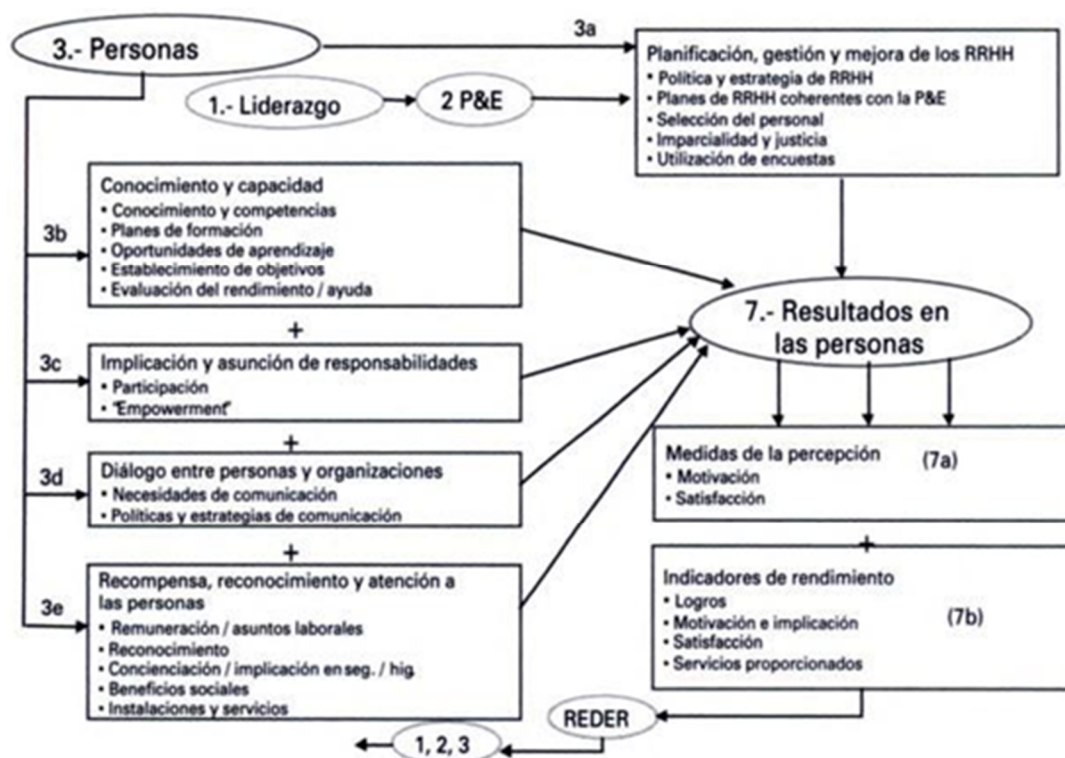 3.- Personas
3a
1.- Liderazgo
2 P&E
Planificación, gestión y mejora de los RRHH
• Política y estrategia de RRHH
• Planes de RRHH coherentes con la P&E
• Selección del personal
• Imparcialidad y justicia
• Utilización de encuestas
3b
Conocimiento y capacidad
• Conocimiento y competencias
• Planes de formación
• Oportunidades de aprendizaje
• Establecimiento de objetivos
• Evaluación del rendimiento / ayuda
+
3c
Implicación y asunción de responsabilidades
• Participación
• "Empowerment"
+
3d
Diálogo entre personas y organizaciones
• Necesidades de comunicación
• Políticas y estrategias de comunicación
+
3e
Recompensa, reconocimiento y atención a
las personas
• Remuneración / asuntos laborales
• Reconocimiento
• Concienciación / implicación en seg. / hig.
• Beneficios sociales
• Instalaciones y servicios
7.- Resultados en
las personas
Medidas de la percepción (7a)
• Motivación
• Satisfacción
+
Indicadores de rendimiento
• Logros
(7b)
• Motivación e implicación
• Satisfacción
• Servicios proporcionados
REDER
1, 2, 3